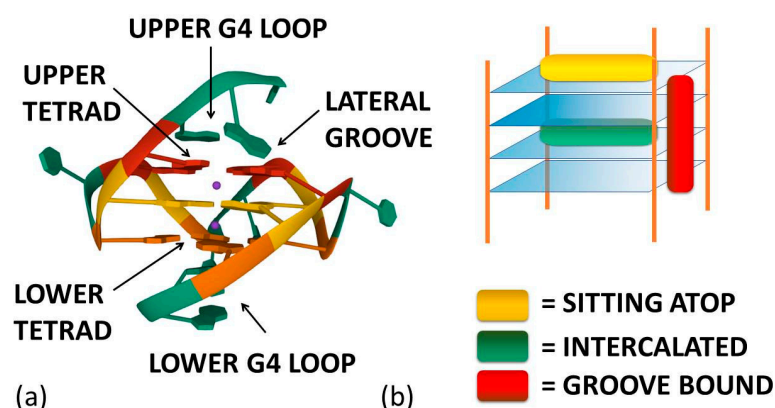 UPPER G4 LOOP
UPPER
TETRAD
LATERAL
GROOVE
LOWER
TETRAD
LOWER G4 LOOP
(a)
(b)
= SITTING ATOP
= INTERCALATED
= GROOVE BOUND